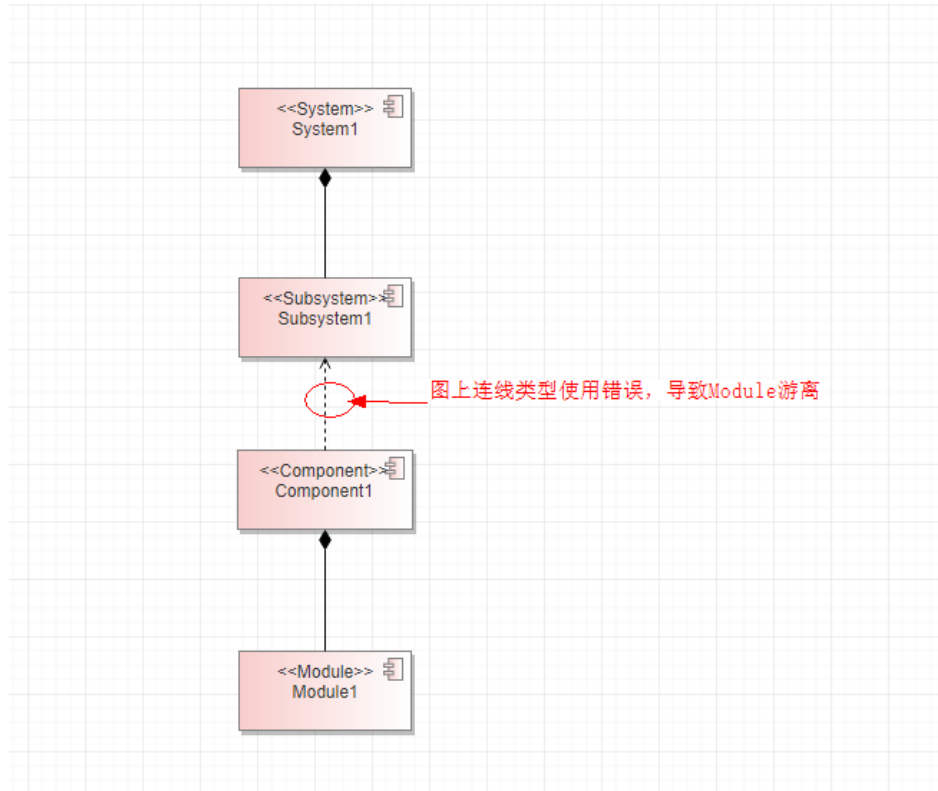 <<System>>
System1
<<Subsystem>>
Subsystem1
图上连线类型使用错误，导致Module游离
<<Component>>
Component1
<<Module>>
Module1